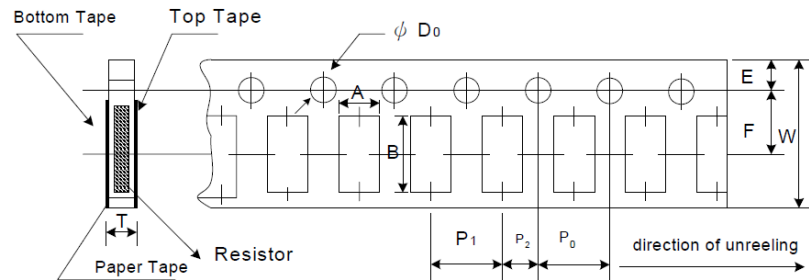 Bottom Tape
Top Tape
ϕ D0
A
B
E
F
W
T
Resistor
Paper Tape
P1
P2
P0
direction of unreeling